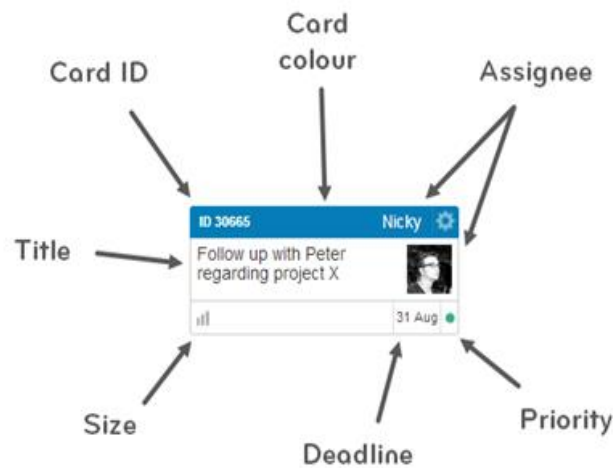 Card
colour
Card ID
Assignee
ID 30665
Nicky
Title
Follow up with Peter
regarding project X
31 Aug
Size
Deadline
Priority